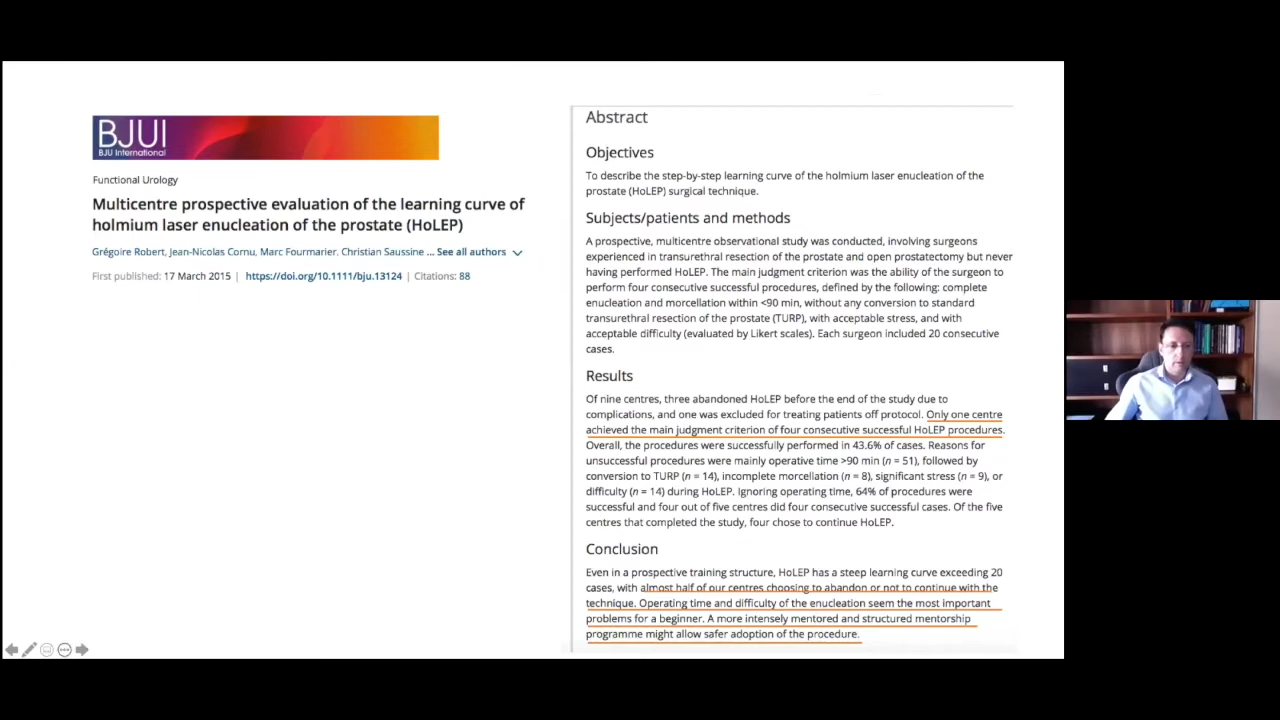 BJUI
BJU International
Functional Urology
Multicentre prospective evaluation of the learning curve of
holmium laser enucleation of the prostate (HoLEP)
Grégoire Robert, Jean-Nicolas Cornu, Marc Fourmarier, Christian Saussine ... See all authors
First published: 17 March 2015 | https://doi.org/10.1111/bju.13124 | Citations: 88
Abstract
Objectives
To describe the step-by-step learning curve of the holmium laser enucleation of the
prostate (HoLEP) surgical technique.
Subjects/patients and methods
A prospective, multicentre observational study was conducted, involving surgeons
experienced in transurethral resection of the prostate and open prostatectomy but never
having performed HoLEP. The main judgment criterion was the ability of the surgeon to
perform four consecutive successful procedures, defined by the following: complete
enucleation and morcellation within <90 min, without any conversion to standard
transurethral resection of the prostate (TURP), with acceptable stress, and with
acceptable difficulty (evaluated by Likert scales). Each surgeon included 20 consecutive
cases.
Results
Of nine centres, three abandoned HoLEP before the end of the study due to
complications, and one was excluded for treating patients off protocol. Only one centre
achieved the main judgment criterion of four consecutive successful HoLEP procedures.
Overall, the procedures were successfully performed in 43.6% of cases. Reasons for
unsuccessful procedures were mainly operative time >90 min (n = 51), followed by
conversion to TURP (n = 14), incomplete morcellation (n = 8), significant stress (n = 9), or
difficulty (n = 14) during HoLEP. Ignoring operating time, 64% of procedures were
successful and four out of five centres did four consecutive successful cases. Of the five
centres that completed the study, four chose to continue HoLEP.
Conclusion
Even in a prospective training structure, HoLEP has a steep learning curve exceeding 20
cases, with almost half of our centres choosing to abandon or not to continue with the
technique. Operating time and difficulty of the enucleation seem the most important
problems for a beginner. A more intensely mentored and structured mentorship
programme might allow safer adoption of the procedure.